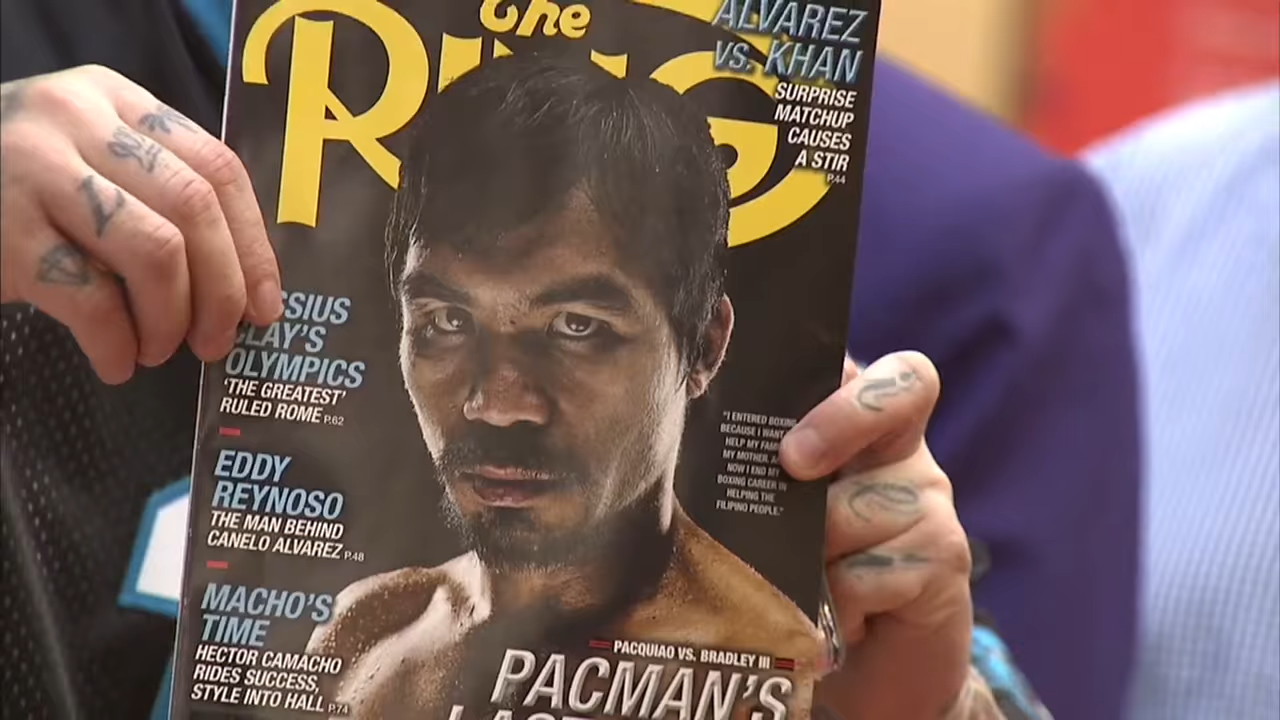 The
RING
ALVAREZ
VS. KHAN
SURPRISE
MATCHUP
CAUSES
A STIR
P.44
CLAY'S
OLYMPICS
'THE GREATEST'
RULED ROME P.62
EDDY
REYNOSO
THE MAN BEHIND
CANELO ALVAREZ P.48
MACHO'S
TIME
HECTOR CAMACHO
RIDES SUCCESS,
STYLE INTO HALL P.74
"I ENTERED BOXING
BECAUSE I WANT
HELP MY
MY MOTHER.
NOW I END MY
BOXING CAREER IN
HELPING THE
FILIPINO PEOPLE."
PACQUIAO VS. BRADLEY III
PACMAN'S